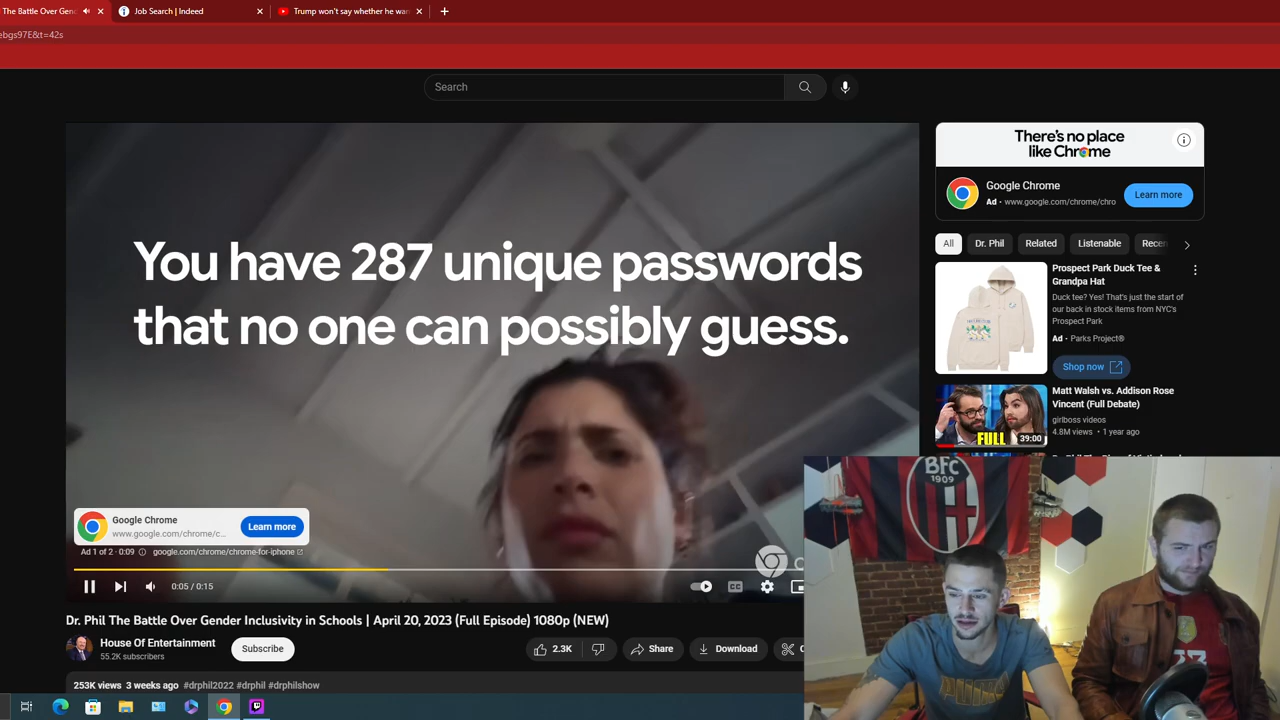 The Battle Over Gend
Job Search | Indeed
Trump won't say whether he wa
ebgs97E&t=42s
Search
You have 287 unique passwords
that no one can possibly guess.
Google Chrome
www.google.com/chrome/c...
Learn more
Ad 1 of 2 · 0:09
google.com/chrome/chrome-for-iphone
0:05 / 0:15
CC
Dr. Phil The Battle Over Gender Inclusivity in Schools | April 20, 2023 (Full Episode) 1080p (NEW)
House Of Entertainment
55.2K subscribers
Subscribe
2.3K
Share
Download
253K views 3 weeks ago #drphil2022 #drphil #drphilshow
There's no place
like Chrome
Google Chrome
Ad · www.google.com/chrome/chro
Learn more
All
Dr. Phil
Related
Listenable
Recen
Prospect Park Duck Tee &
Grandpa Hat
Duck tee? Yes! That's just the start of
our back in stock items from NYC's
Prospect Park
Ad · Parks Project®
Shop now
FULL
39:00
Matt Walsh vs. Addison Rose
Vincent (Full Debate)
girlboss videos
4.8M views · 1 year ago
BFC
1909